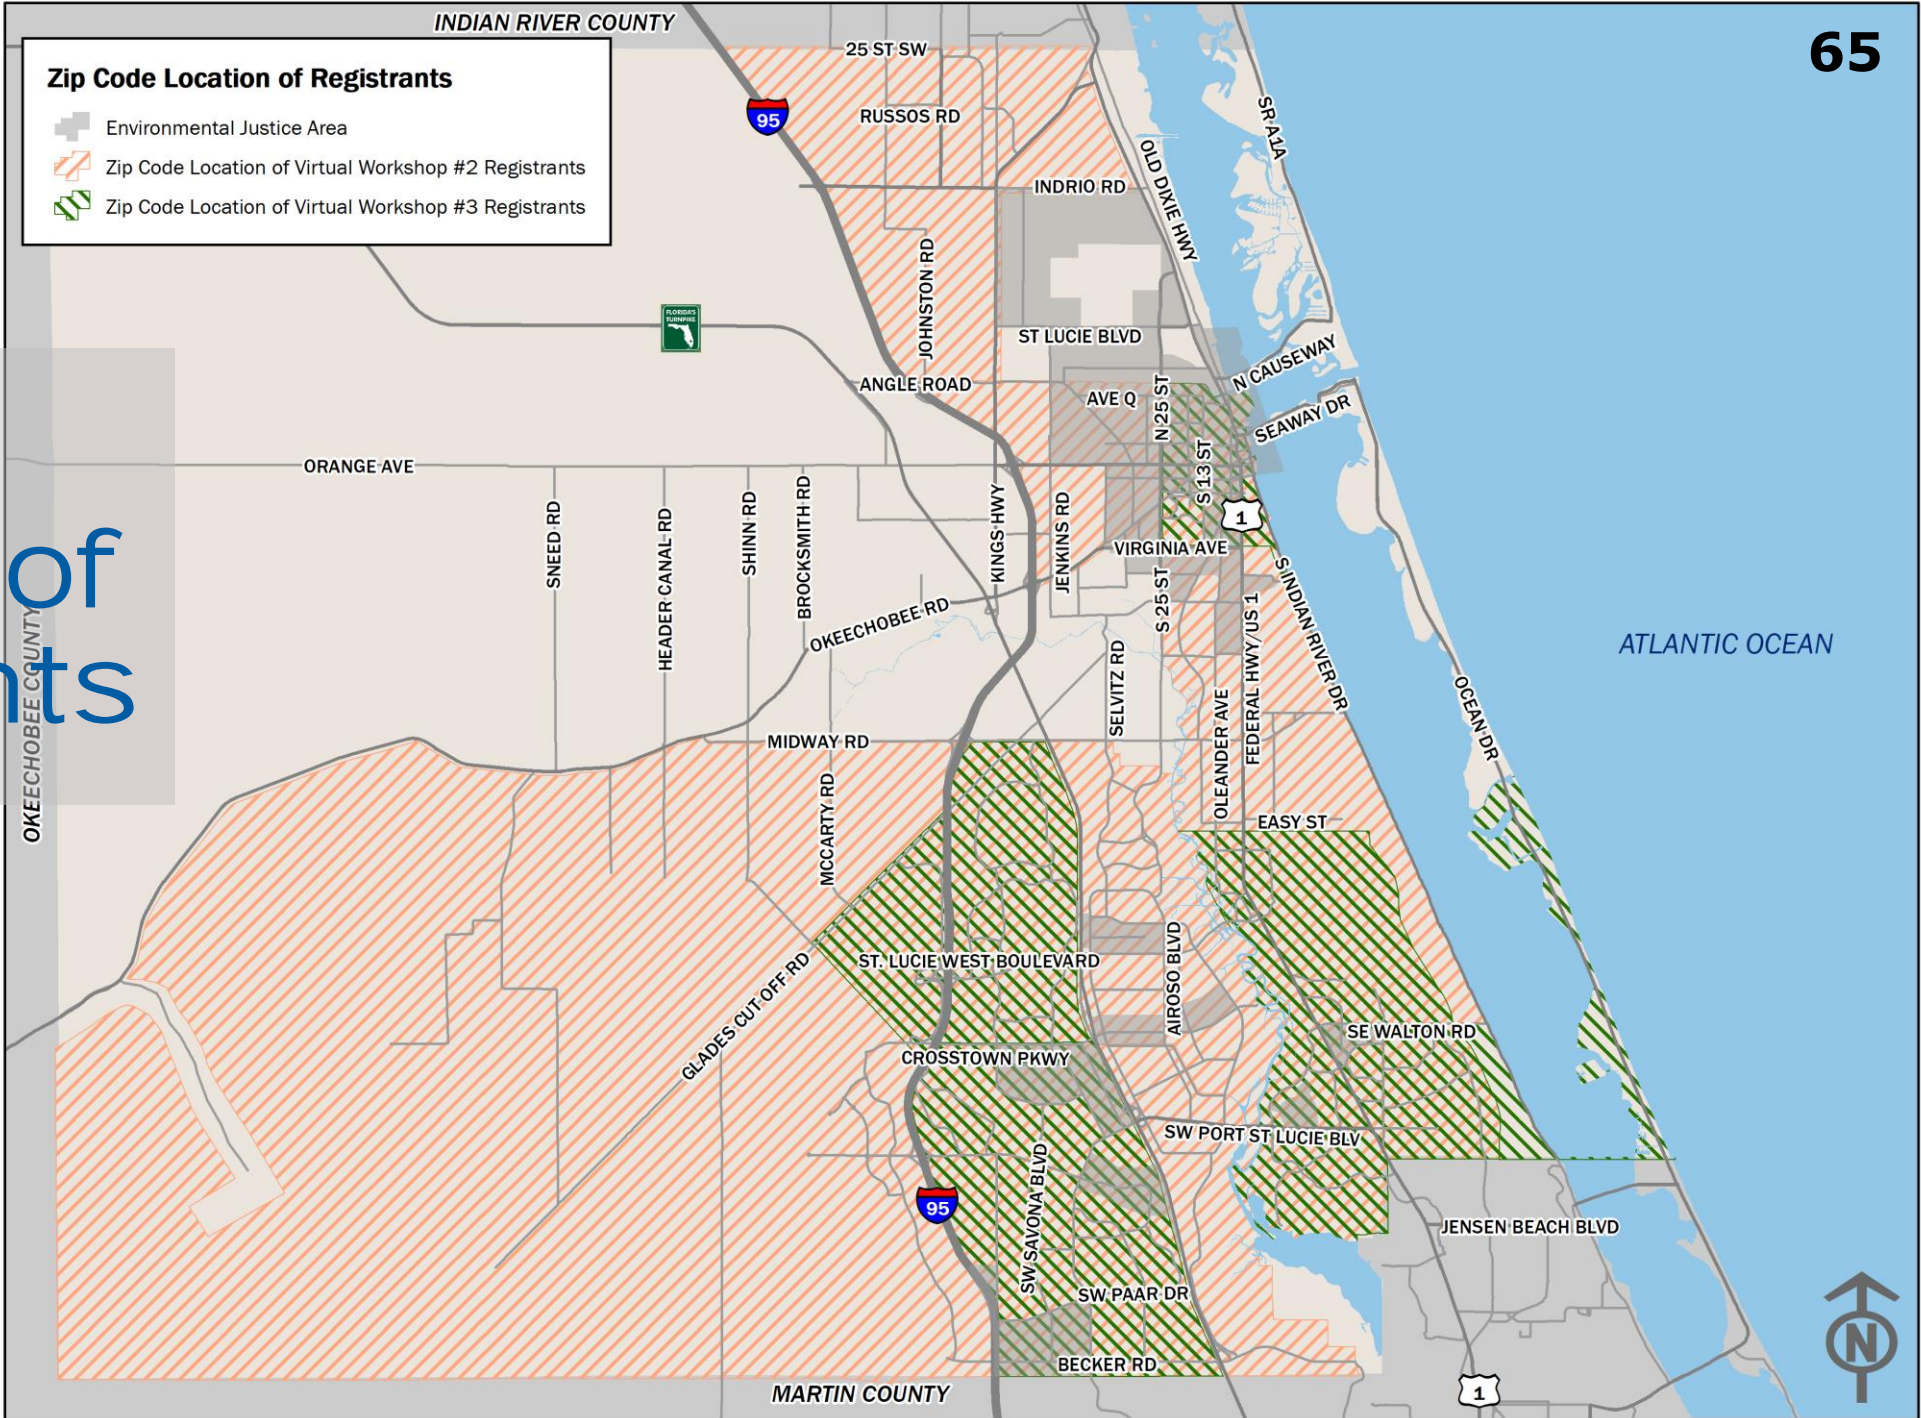 INDIAN RIVER COUNTY
65
Zip Code Location of Registrants
Environmental Justice Area
Zip Code Location of Virtual Workshop #2 Registrants
Zip Code Location of Virtual Workshop #3 Registrants
25 ST SW
95
RUSSOS RD
SR A1A
OLD DIXIE HWY
INDRIO RD
JOHNSTON RD
FLORIDA'S
TURNPIKE
ST LUCIE BLVD
N CAUSEWAY
ANGLE ROAD
AVE Q
N 25 ST
SEAWAY DR
S 13 ST
ORANGE AVE
SNEED RD
HEADER CANAL RD
SHINN RD
BROCKSMITH RD
KINGS HWY
JENKINS RD
1
VIRGINIA AVE
S 25 ST
S INDIAN RIVER DR
of
nts
OKEECHOBEE COUNTY
OKEECHOBEE RD
SELVITZ RD
OLEANDER AVE
FEDERAL HWY/US 1
ATLANTIC OCEAN
OCEAN DR
MIDWAY RD
MCCARTY RD
EASY ST
ST. LUCIE WEST BOULEVARD
AIROSO BLVD
GLADES CUT OFF RD
SE WALTON RD
CROSSTOWN PKWY
SW PORT ST LUCIE BLV
SW SAVONA BLVD
95
JENSEN BEACH BLVD
SW PAAR DR
BECKER RD
MARTIN COUNTY
1
N